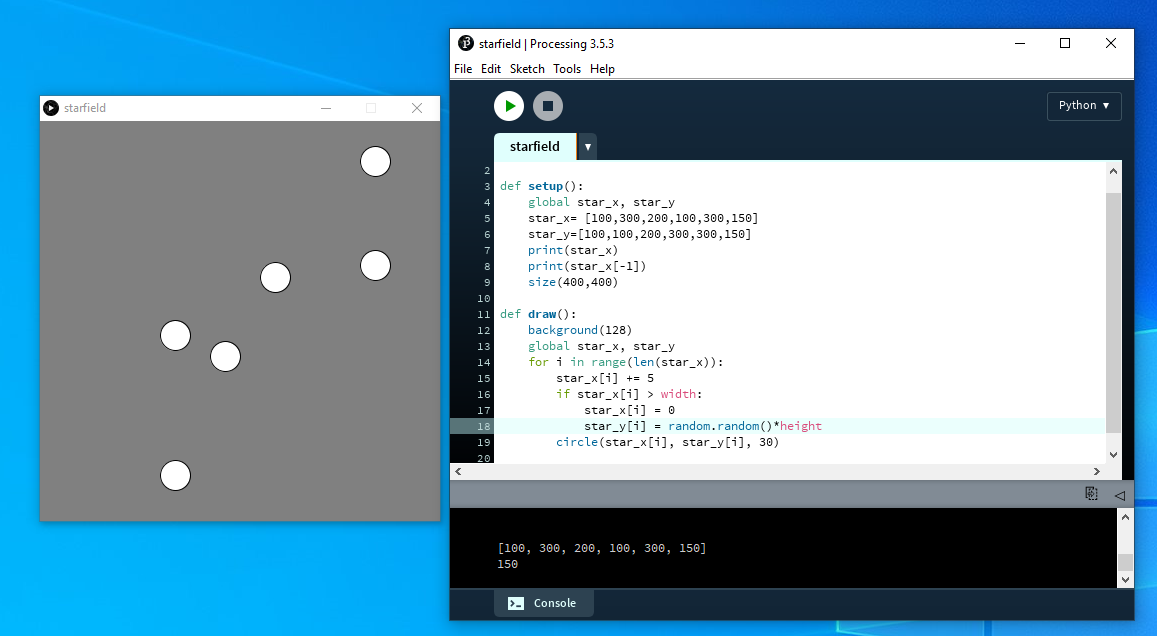 starfield
starfield | Processing 3.5.3
File Edit Sketch Tools Help
Python ▼
starfield ▼
2
3 def setup():
4     global star_x, star_y
5     star_x= [100,300,200,100,300,150]
6     star_y=[100,100,200,300,300,150]
7     print(star_x)
8     print(star_x[-1])
9     size(400,400)
10
11 def draw():
12     background(128)
13     global star_x, star_y
14     for i in range(len(star_x)):
15         star_x[i] += 5
16         if star_x[i] > width:
17             star_x[i] = 0
18             star_y[i] = random.random()*height
19         circle(star_x[i], star_y[i], 30)
20
[100, 300, 200, 100, 300, 150]
150
Console